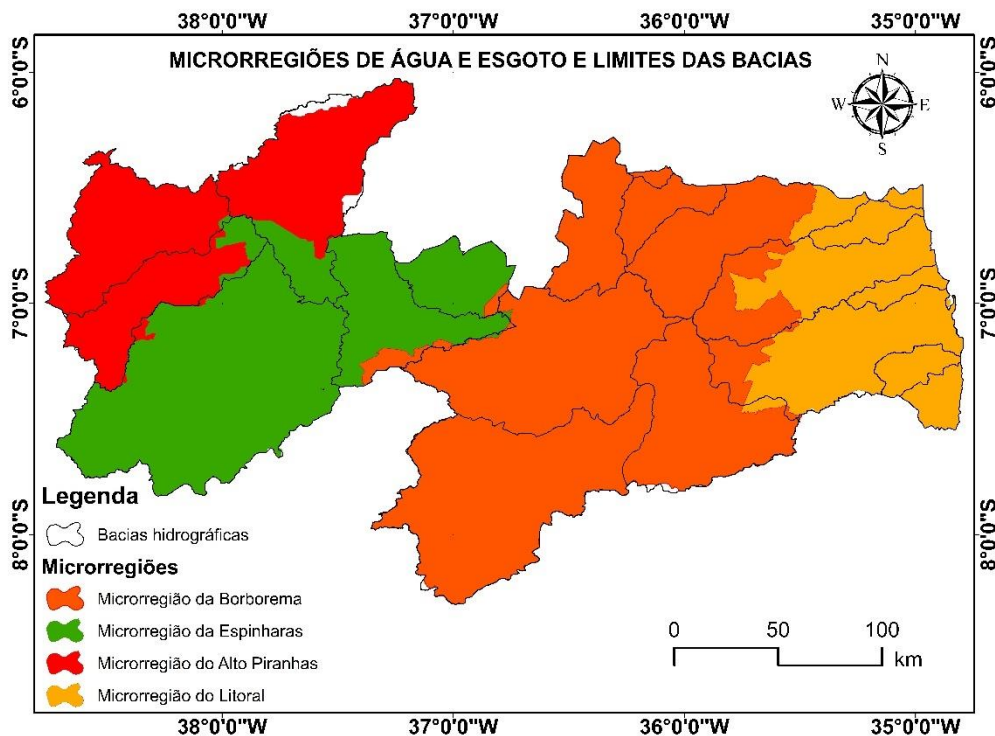 38°0'0"W 37°0'0"W 36°0'0"W 35°0'0"W
MICRORREGIÕES DE ÁGUA E ESGOTO E LIMITES DAS BACIAS
6°0'0"S 6°0'0"S
N
W E
S
7°0'0"S 7°0'0"S
Legenda
Bacias hidrográficas
8°0'0"S 8°0'0"S
Microrregiões
Microrregião da Borborema
Microrregião da Espinharas
Microrregião do Alto Piranhas
Microrregião do Litoral
0 50 100
km
38°0'0"W 37°0'0"W 36°0'0"W 35°0'0"W